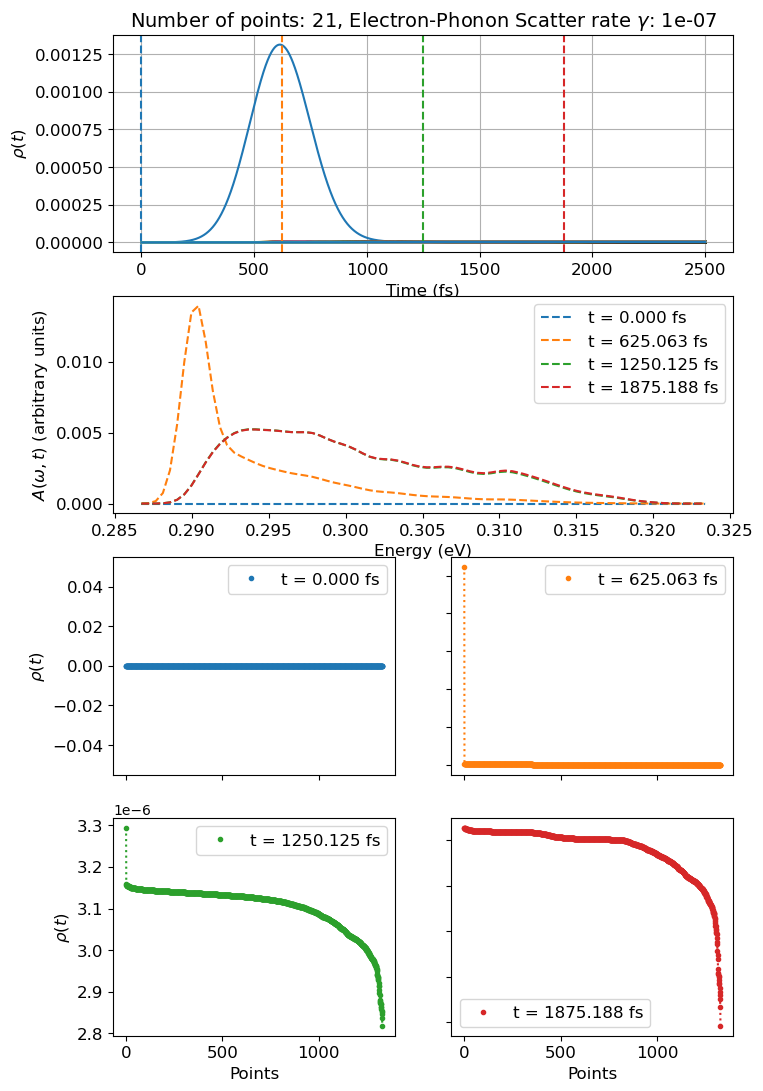 Number of points: 21, Electron-Phonon Scatter rate γ: 1e-07
0.00125
0.00100
0.00075
0.00050
0.00025
0.00000
ρ(t)
0 500 1000 1500 2000 2500
Time (fs)
0.010
0.005
0.000
A(ω, t) (arbitrary units)
t = 0.000 fs
t = 625.063 fs
t = 1250.125 fs
t = 1875.188 fs
0.285 0.290 0.295 0.300 0.305 0.310 0.315 0.320 0.325
Energy (eV)
0.04
0.02
0.00
−0.02
−0.04
ρ(t)
t = 0.000 fs
t = 625.063 fs
1e−6
3.3
3.2
3.1
3.0
2.9
2.8
ρ(t)
t = 1250.125 fs
0 500 1000
Points
t = 1875.188 fs
0 500 1000
Points